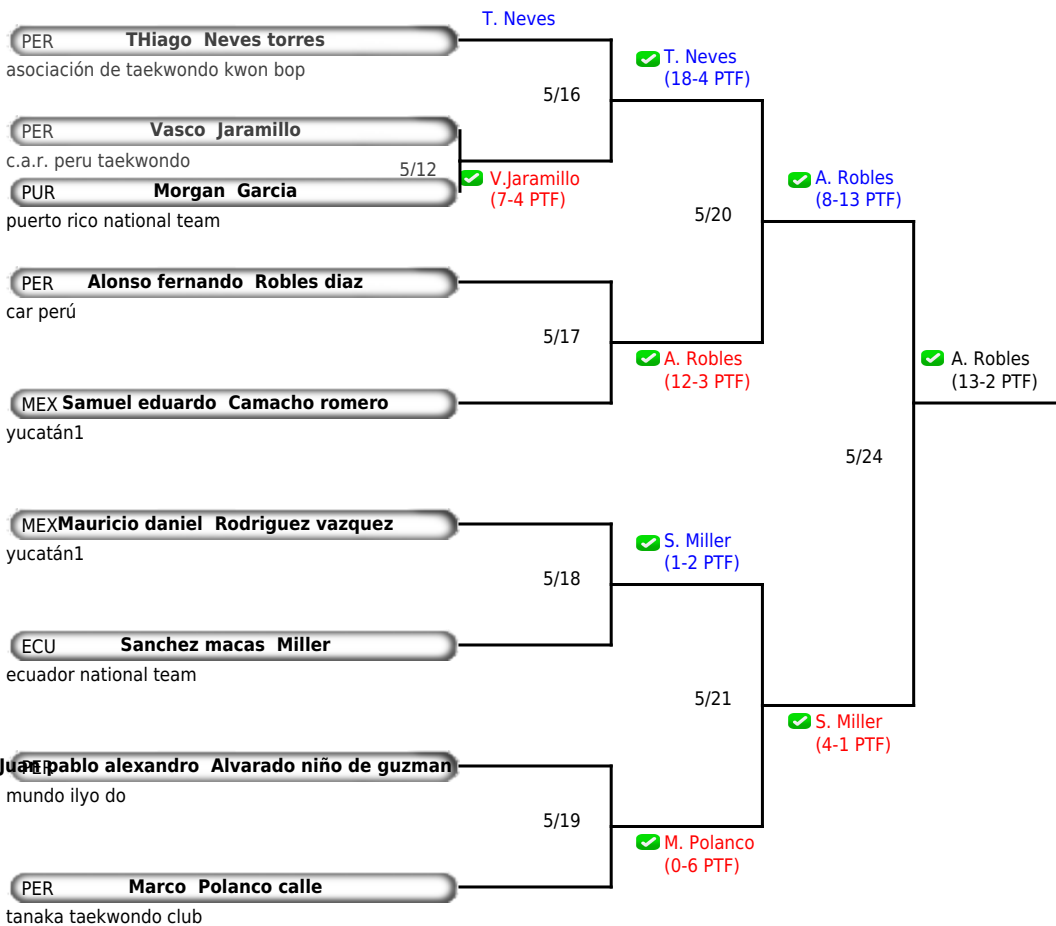 T. Neves
PER THiago Neves torres
asociación de taekwondo kwon bop
T. Neves
(18-4 PTF)
5/16
PER Vasco Jaramillo
c.a.r. peru taekwondo
5/12
V.Jaramillo
(7-4 PTF)
PUR Morgan Garcia
puerto rico national team
A. Robles
(8-13 PTF)
5/20
PER Alonso fernando Robles diaz
car perú
5/17
A. Robles
(12-3 PTF)
A. Robles
(13-2 PTF)
MEX Samuel eduardo Camacho romero
yucatán1
5/24
MEX Mauricio daniel Rodriguez vazquez
yucatán1
S. Miller
(1-2 PTF)
5/18
ECU Sanchez macas Miller
ecuador national team
5/21
S. Miller
(4-1 PTF)
PER Juan pablo alexandro Alvarado niño de guzman
mundo ilyo do
5/19
M. Polanco
(0-6 PTF)
PER Marco Polanco calle
tanaka taekwondo club